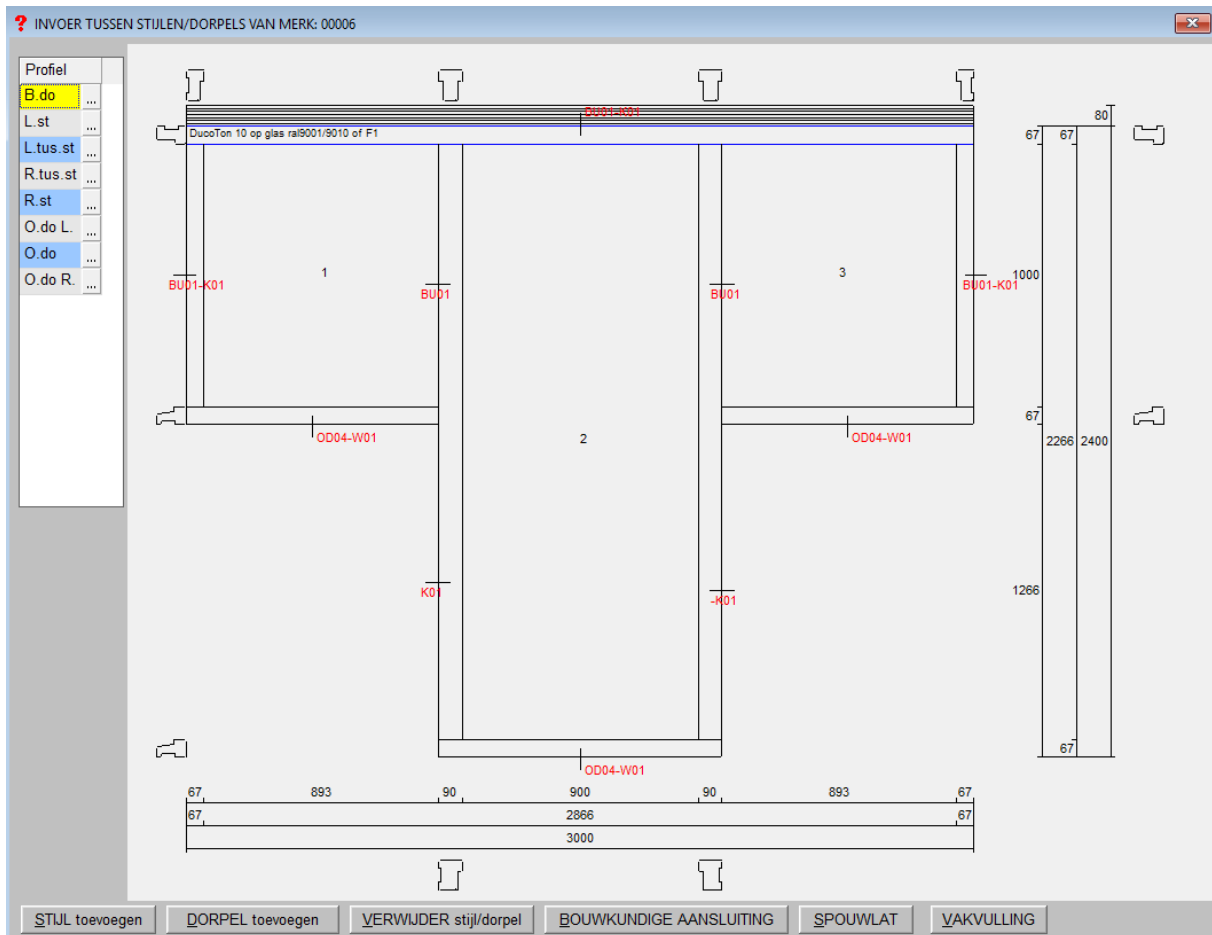 ? INVOER TUSSEN STIJLEN/DORPELS VAN MERK: 00006
Profiel
B.do ...
L.st ...
L.tus.st ...
R.tus.st ...
R.st ...
O.do L. ...
O.do ...
O.do R. ...
80
DucoTon 10 op glas ral9001/9010 of F1
67 67
1
3
1000
BU01-K01
BU01
BU01
BU01-K01
67
OD04-W01
2
OD04-W01
2266 2400
K01
-K01
1266
67
OD04-W01
67 893 90 900 90 893 67
67 2866 67
3000
STIJL toevoegen
DORPEL toevoegen
VERWIJDER stijl/dorpel
BOUWKUNDIGE AANSLUITING
SPOUWLAT
VAKVULLING